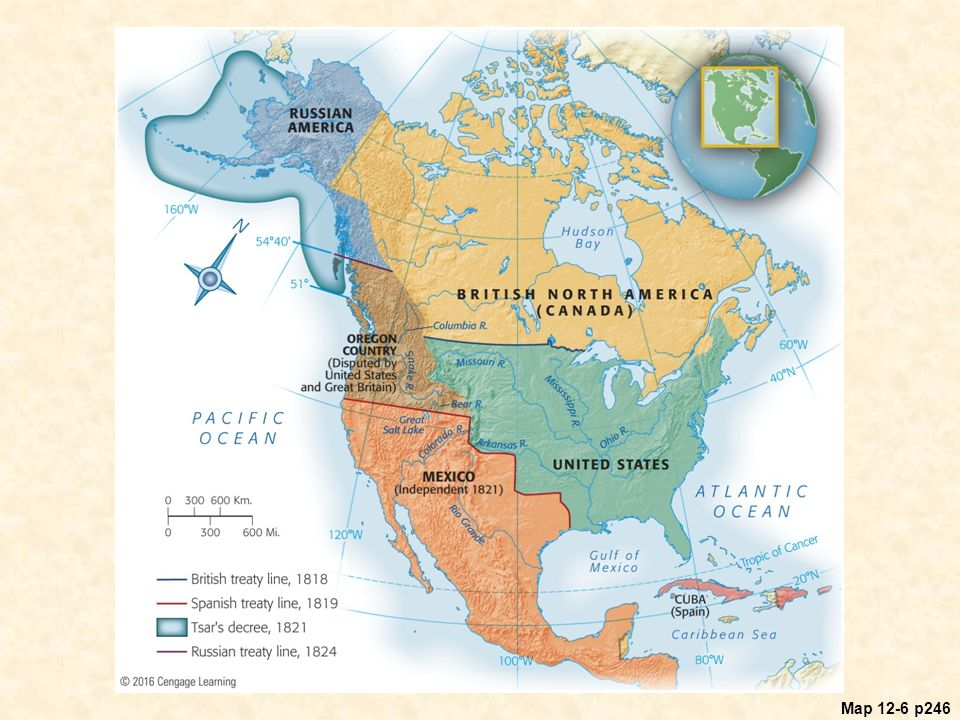 RUSSIAN
AMERICA
160°W
N
54°40'
51°
Hudson
Bay
BRITISH NORTH AMERICA
(CANADA)
Columbia R.
OREGON
COUNTRY
(Disputed by
United States
and Great Britain)
Snake R.
Missouri R.
Mississippi R.
60°W
40°N
Bear R.
Great
Salt Lake
Colorado R.
Arkansas R.
Ohio R.
PACIFIC
OCEAN
UNITED STATES
MEXICO
(Independent 1821)
Rio Grande
ATLANTIC
OCEAN
0 300 600 Km.
0 300 600 Mi.
120°W
Gulf of
Mexico
Tropic of Cancer
20°N
CUBA
(Spain)
Caribbean Sea
100°W
80°W
British treaty line, 1818
Spanish treaty line, 1819
Tsar's decree, 1821
Russian treaty line, 1824
© 2016 Cengage Learning
Map 12-6 p246